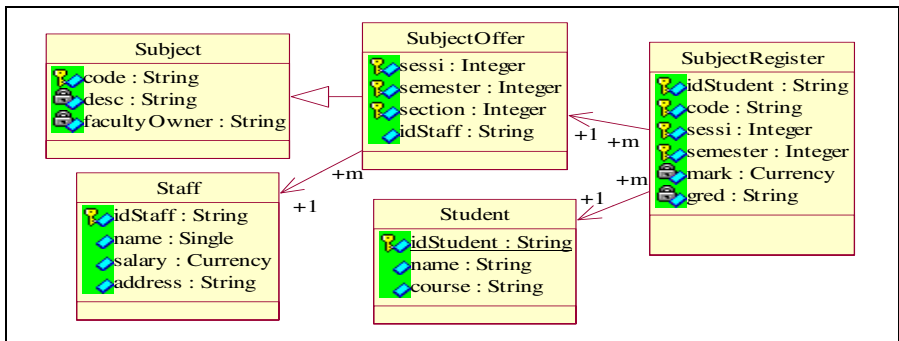 Subject
code : String
desc : String
facultyOwner : String
SubjectOffer
sessi : Integer
semester : Integer
section : Integer
idStaff : String
SubjectRegister
idStudent : String
code : String
sessi : Integer
semester : Integer
mark : Currency
gred : String
+1
+m
+m
+1
+m
+1
Staff
idStaff : String
name : Single
salary : Currency
address : String
Student
idStudent : String
name : String
course : String